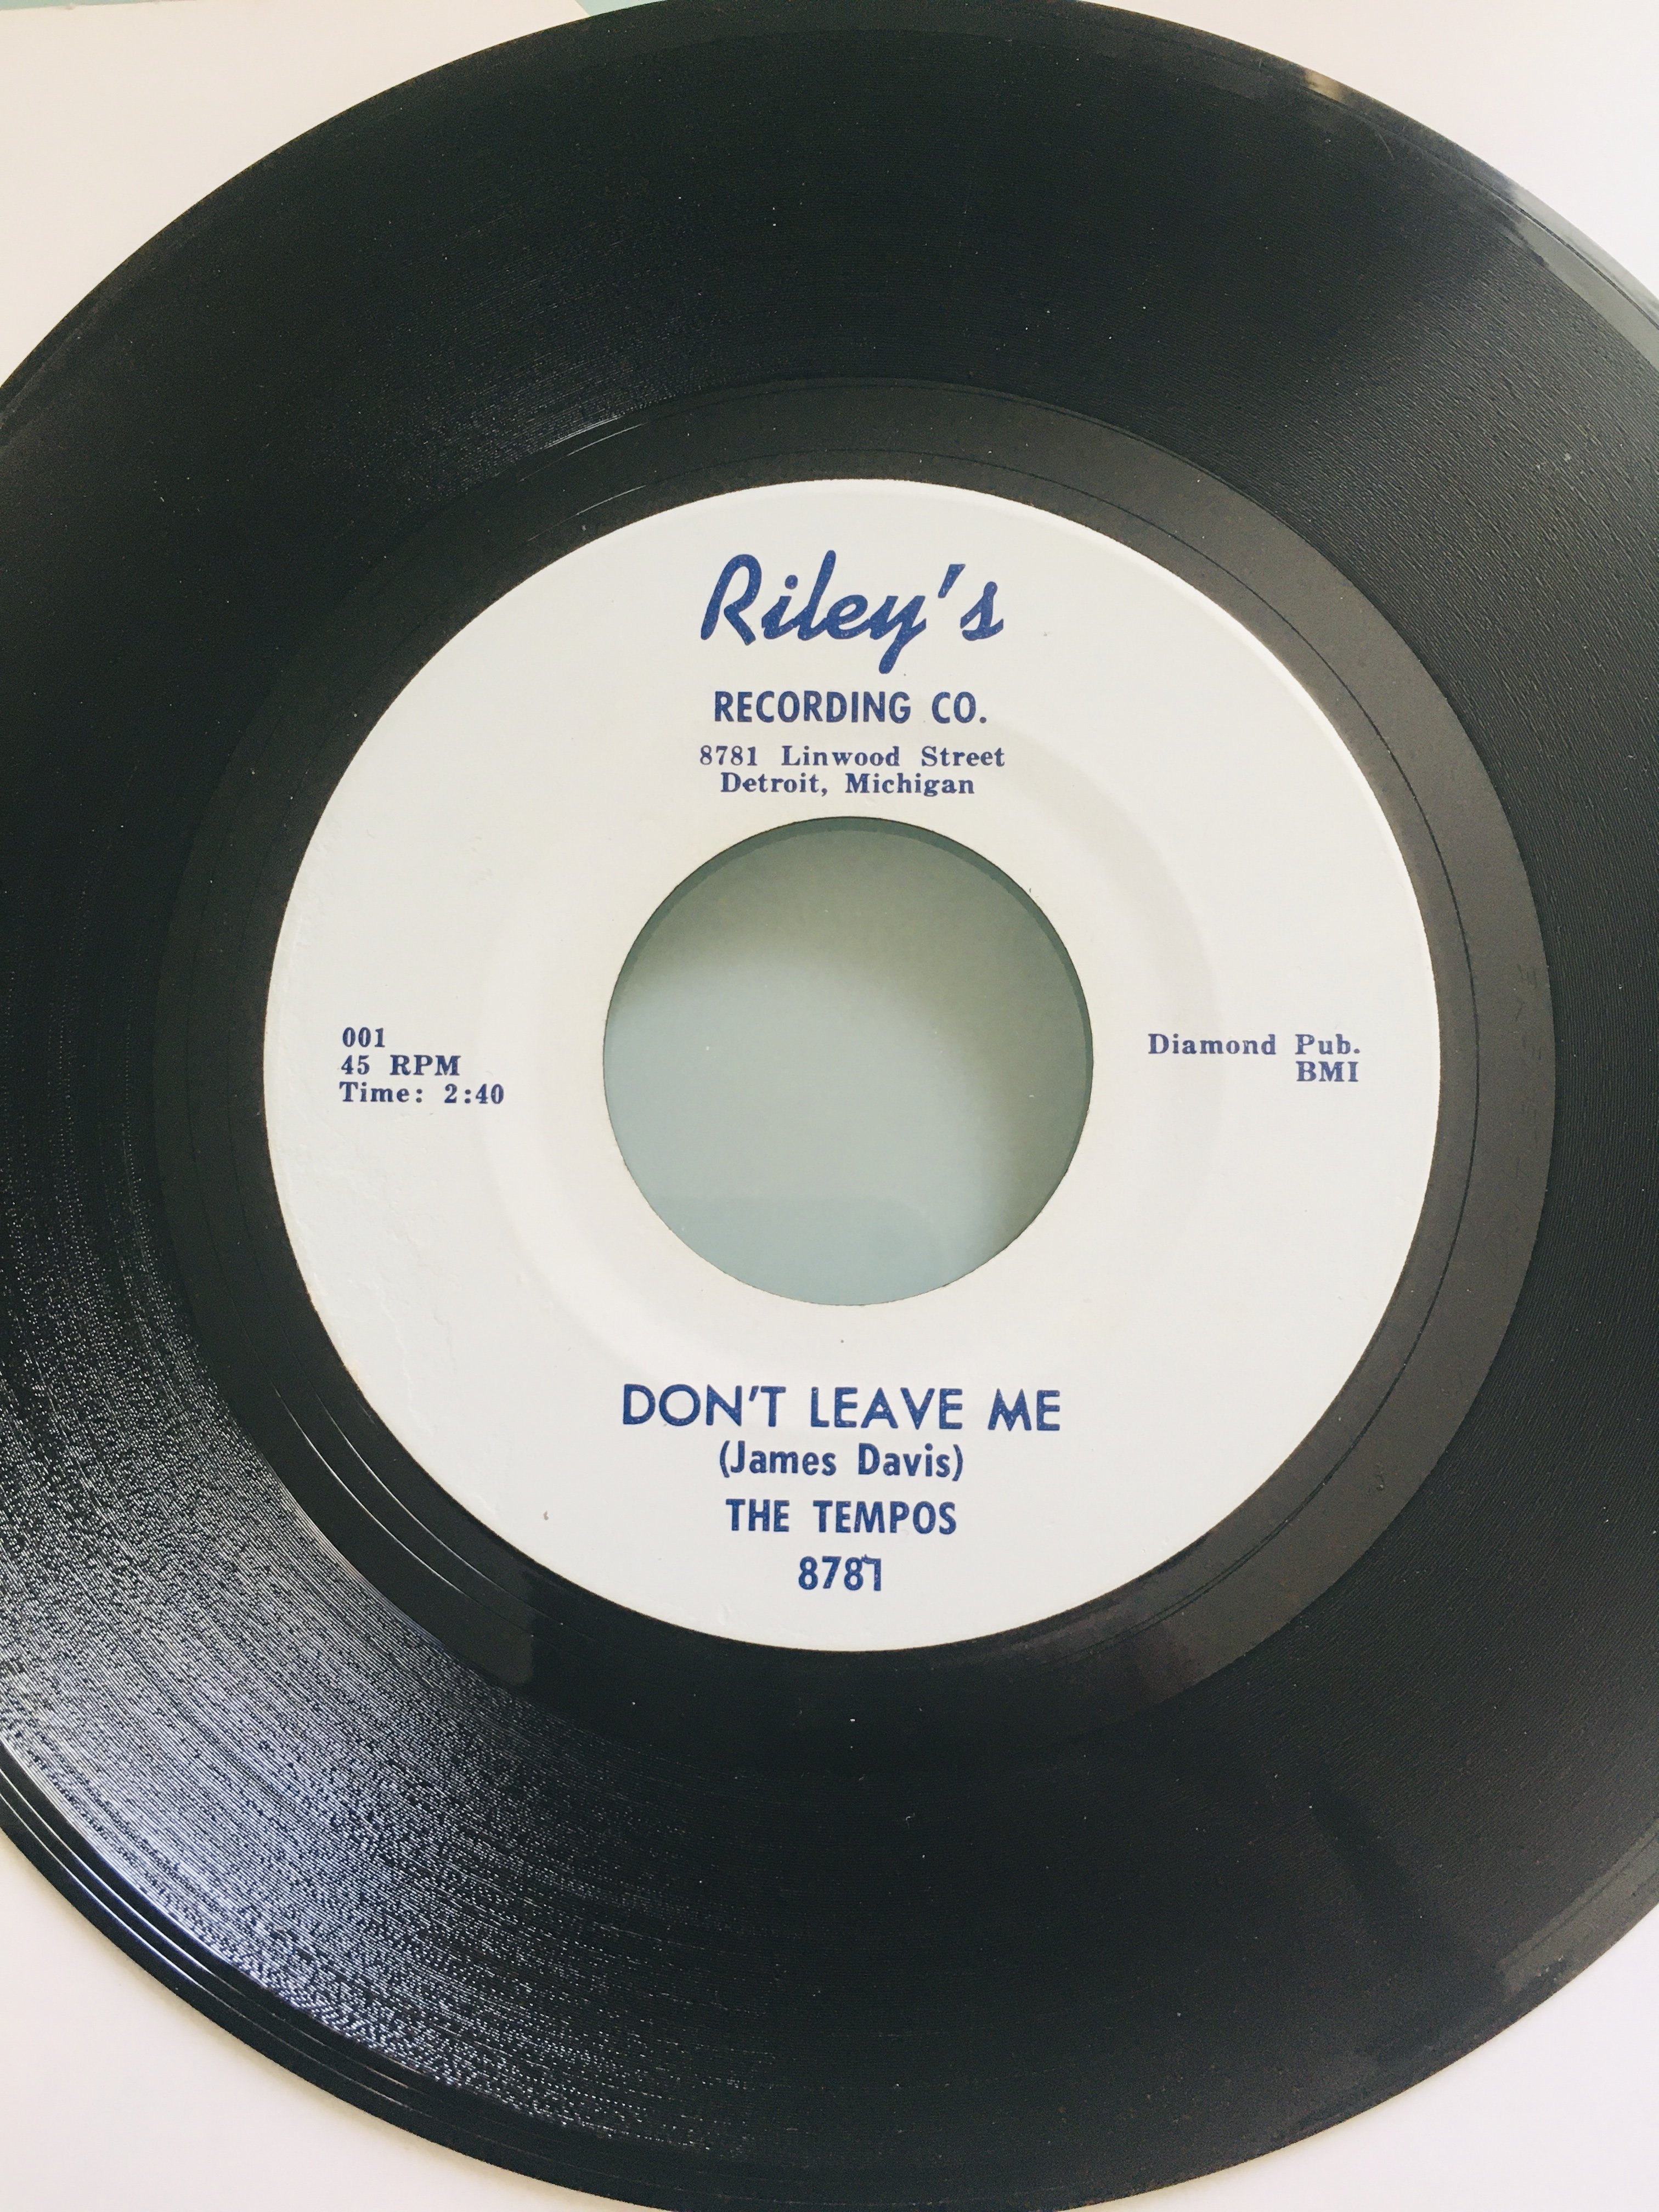 Riley's
RECORDING CO.
8781 Linwood Street
Detroit, Michigan
001
45 RPM
Time: 2:40
Diamond Pub.
BMI
DON'T LEAVE ME
(James Davis)
THE TEMPOS
8781